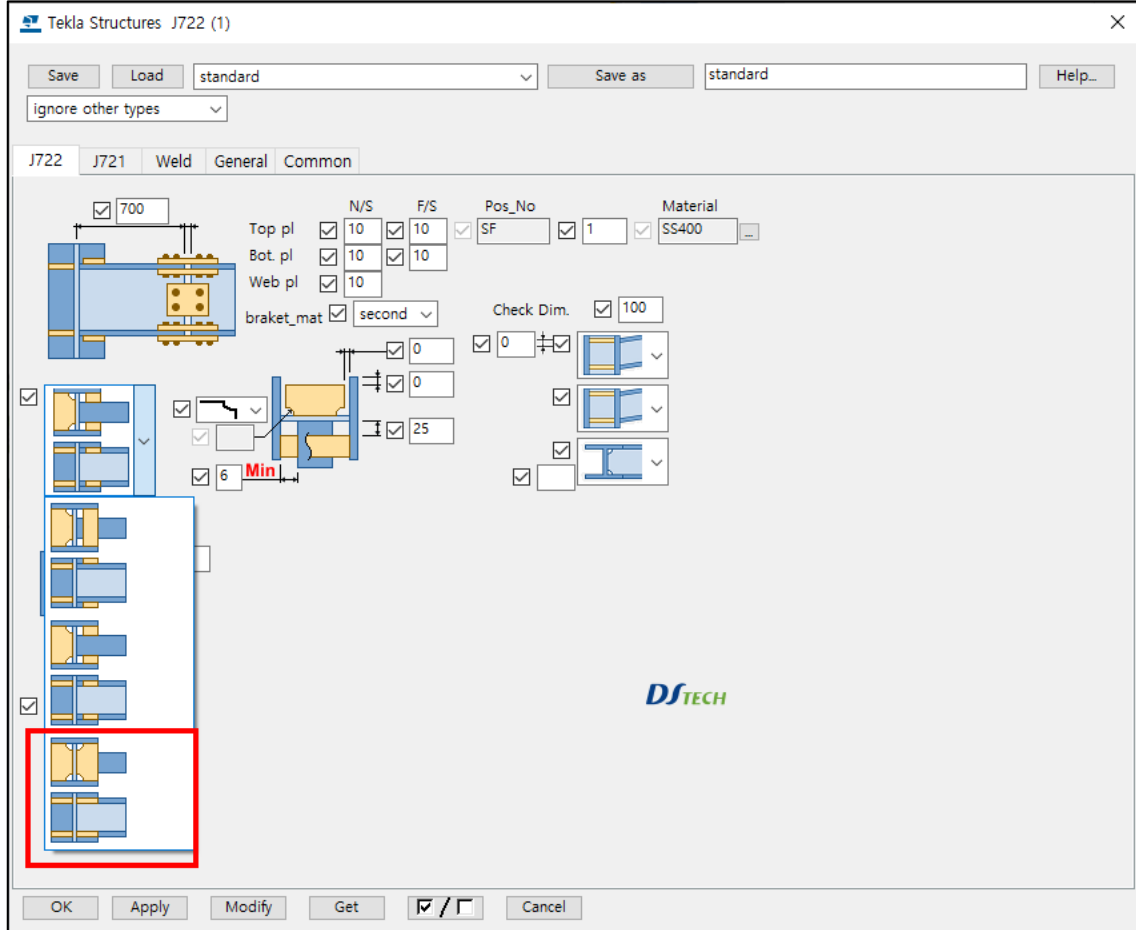 Tekla Structures J722 (1)
Save Load standard Save as standard Help...
ignore other types
J722 J721 Weld General Common
700 N/S F/S Pos_No Material
Top pl 10 10 SF 1 SS400 ...
Bot. pl 10 10
Web pl 10
braket_mat second Check Dim. 100
0 0
0
25
6 Min
DSTECH
OK Apply Modify Get / Cancel